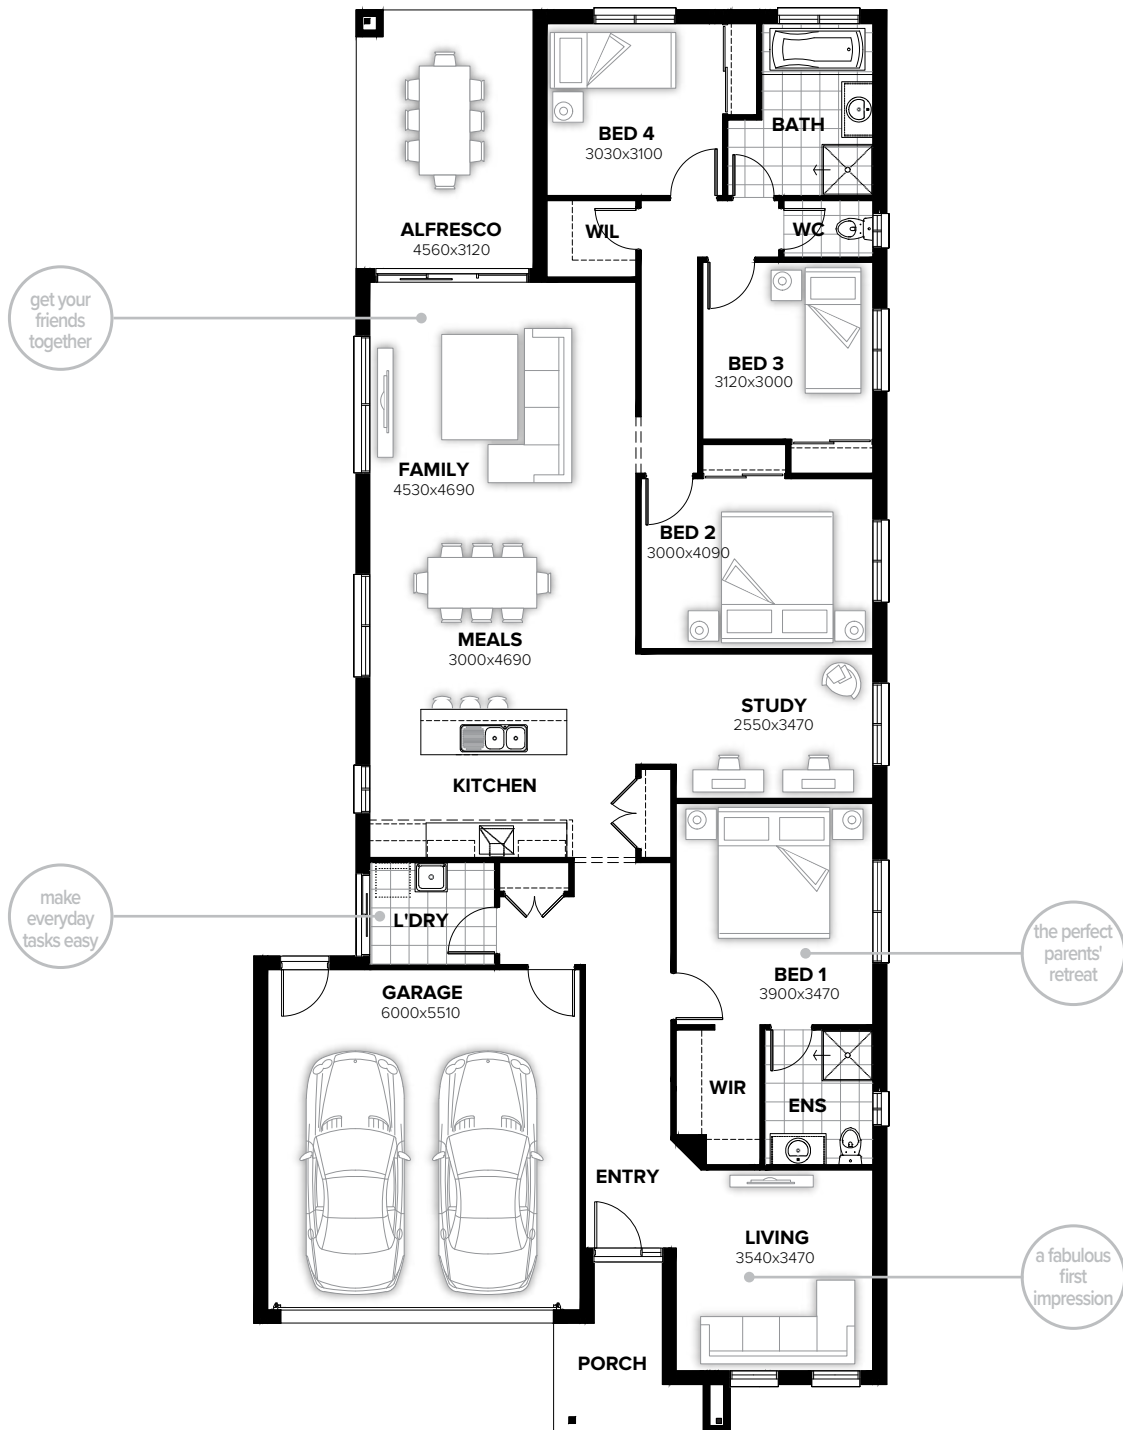 BED 4
3030x3100
BATH
ALFRESCO
4560x3120
WIL
WC
get your
friends
together
BED 3
3120x3000
FAMILY
4530x4690
BED 2
3000x4090
MEALS
3000x4690
STUDY
2550x3470
KITCHEN
make
everyday
tasks easy
L'DRY
the perfect
parents'
retreat
BED 1
3900x3470
GARAGE
6000x5510
WIR
ENS
ENTRY
LIVING
3540x3470
a fabulous
first
impression
PORCH